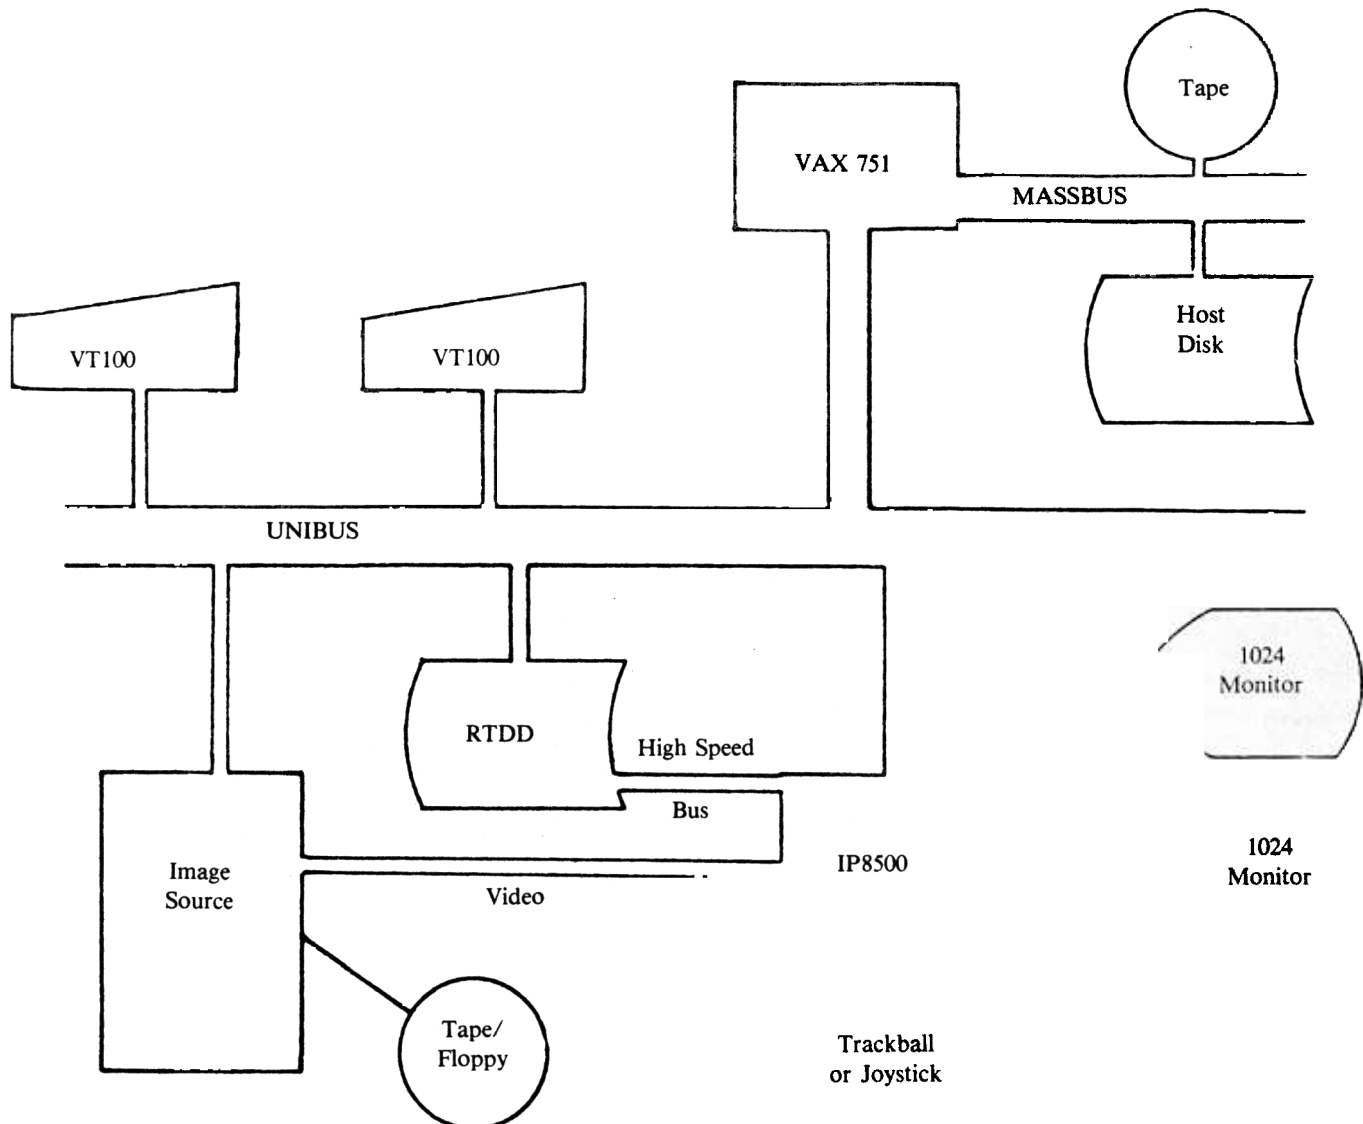 Tape
VAX 751
MASSBUS
Host
Disk
VT100
VT100
UNIBUS
1024
Monitor
RTDD
High Speed
Bus
Image
Source
Video
IP8500
1024
Monitor
Tape/
Floppy
Trackball
or Joystick